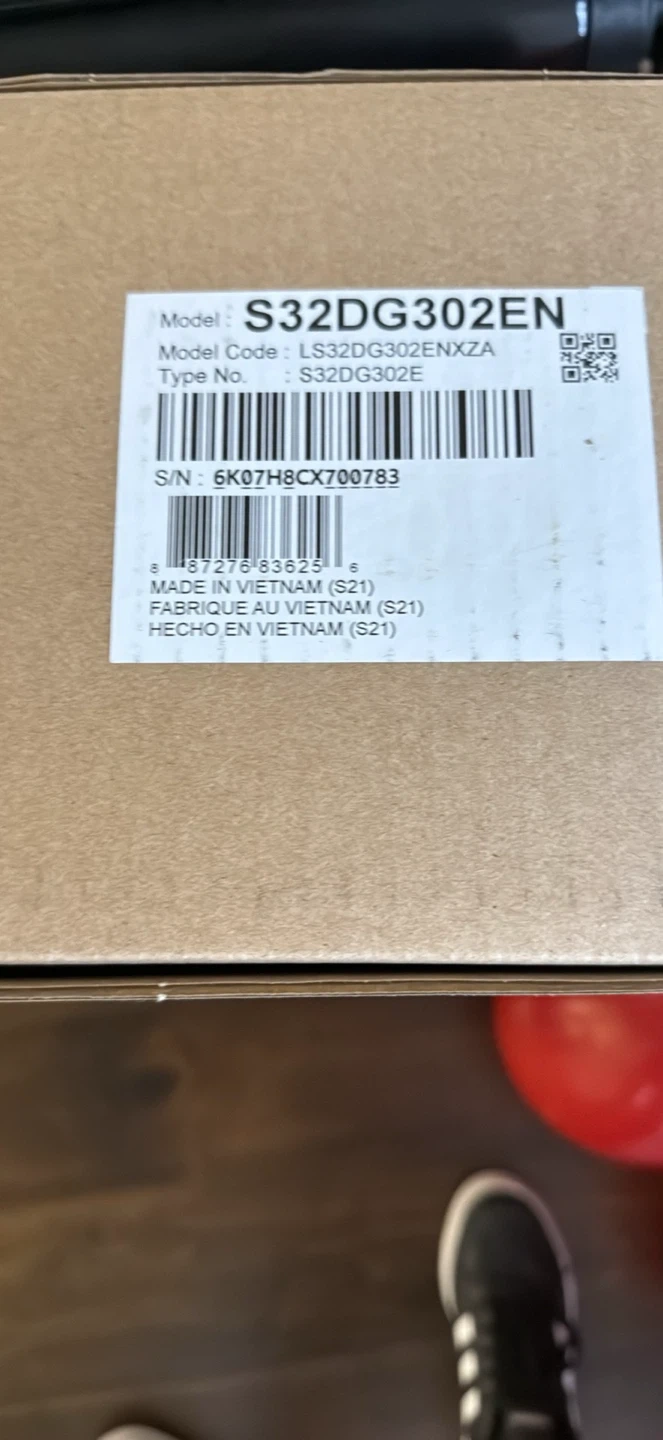 Model : S32DG302EN
Model Code : LS32DG302ENXZA
Type No. : S32DG302E
S/N : 6K07H8CX700783
8 87276 83625 6
MADE IN VIETNAM (S21)
FABRIQUE AU VIETNAM (S21)
HECHO EN VIETNAM (S21)